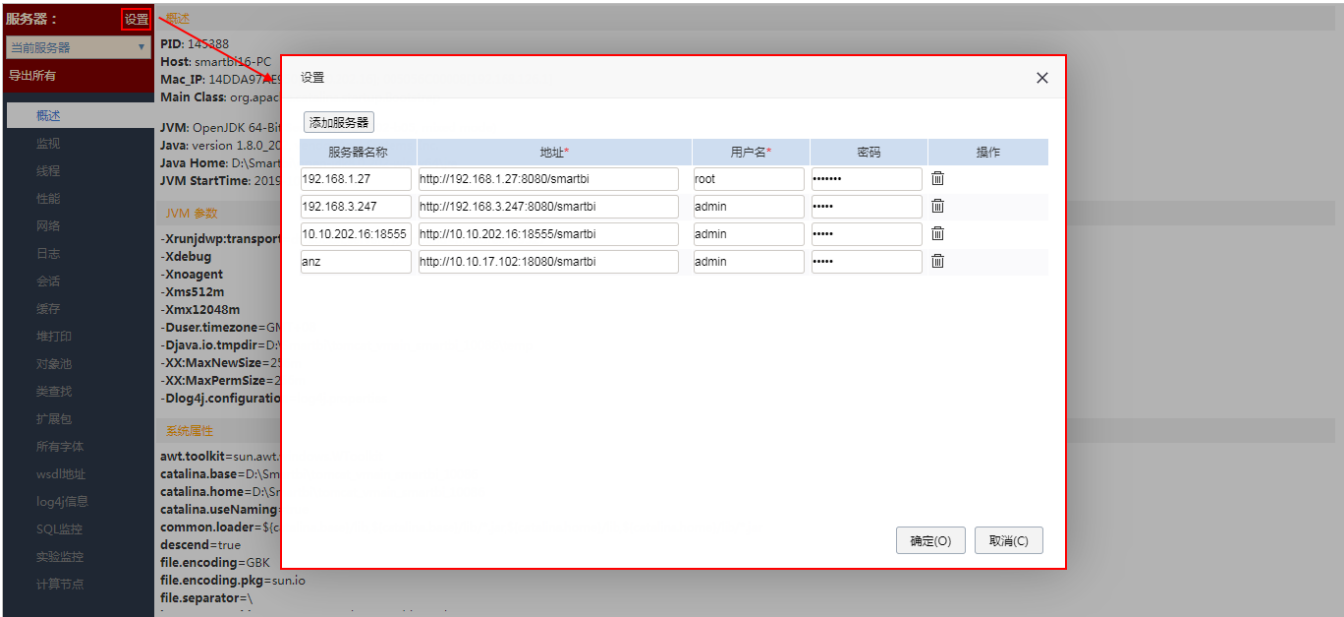 服务器： 设置
当前服务器
导出所有
概述
监视
线程
性能
网络
日志
会话
缓存
堆打印
对象池
类查找
扩展包
所有字体
wsdl地址
log4j信息
SQL监控
实验监控
计算节点
概述
PID: 145388
Host: smartbi16-PC
Mac_IP: 14DDA97AE9
Main Class: org.apac
JVM: OpenJDK 64-Bi
Java: version 1.8.0_20
Java Home: D:\Smart
JVM StartTime: 2019
JVM 参数
-Xrunjdwp:transport
-Xdebug
-Xnoagent
-Xms512m
-Xmx12048m
-Duser.timezone=GM
-Djava.io.tmpdir=D:\
-XX:MaxNewSize=25
-XX:MaxPermSize=2
-Dlog4j.configuratio
系统属性
awt.toolkit=sun.awt.
catalina.base=D:\Sm
catalina.home=D:\Sr
catalina.useNaming=
common.loader=${c
descend=true
file.encoding=GBK
file.encoding.pkg=sun.io
file.separator=\
设置
添加服务器
服务器名称 地址* 用户名* 密码 操作
192.168.1.27 http://192.168.1.27:8080/smartbi root •••••••
192.168.3.247 http://192.168.3.247:8080/smartbi admin •••••
10.10.202.16:18555 http://10.10.202.16:18555/smartbi admin •••••
anz http://10.10.17.102:18080/smartbi admin •••••
确定(O) 取消(C)